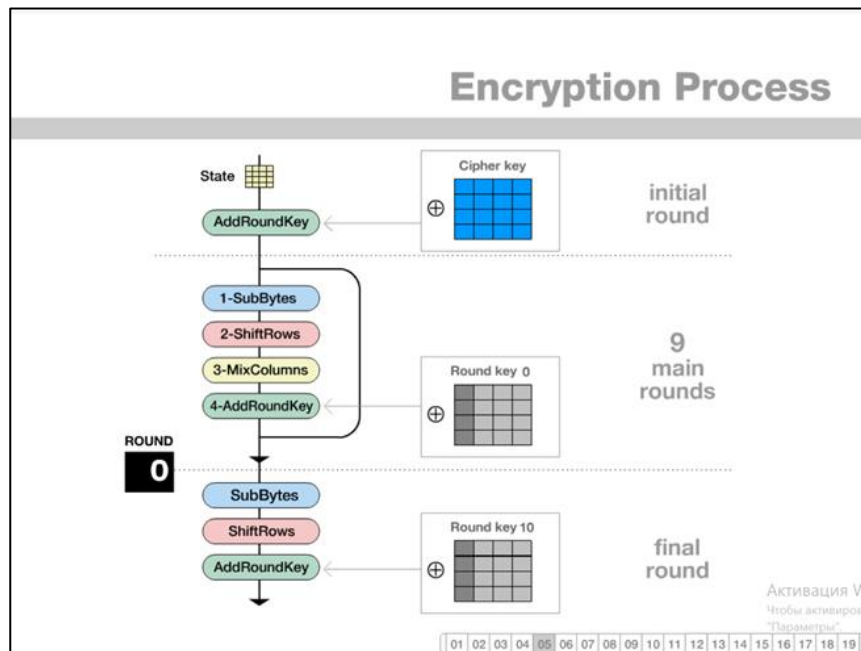 Encryption Process
State
Cipher key
initial
round
AddRoundKey
1-SubBytes
2-ShiftRows
3-MixColumns
4-AddRoundKey
Round key 0
9
main
rounds
ROUND
0
SubBytes
ShiftRows
AddRoundKey
Round key 10
final
round
Активация W
Чтобы активиров
"Параметры".
01 02 03 04 05 06 07 08 09 10 11 12 13 14 15 16 17 18 19